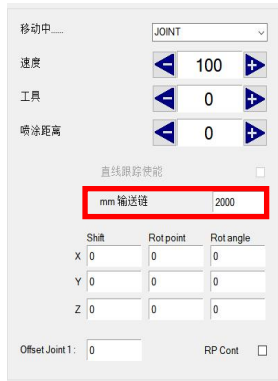 移动中..... JOINT
速度 100
工具 0
喷涂距离 0
直线跟踪使能
mm 输送链 2000
Shift Rot point Rot angle
X 0 0 0
Y 0 0 0
Z 0 0 0
Offset Joint 1 : 0 RP Cont